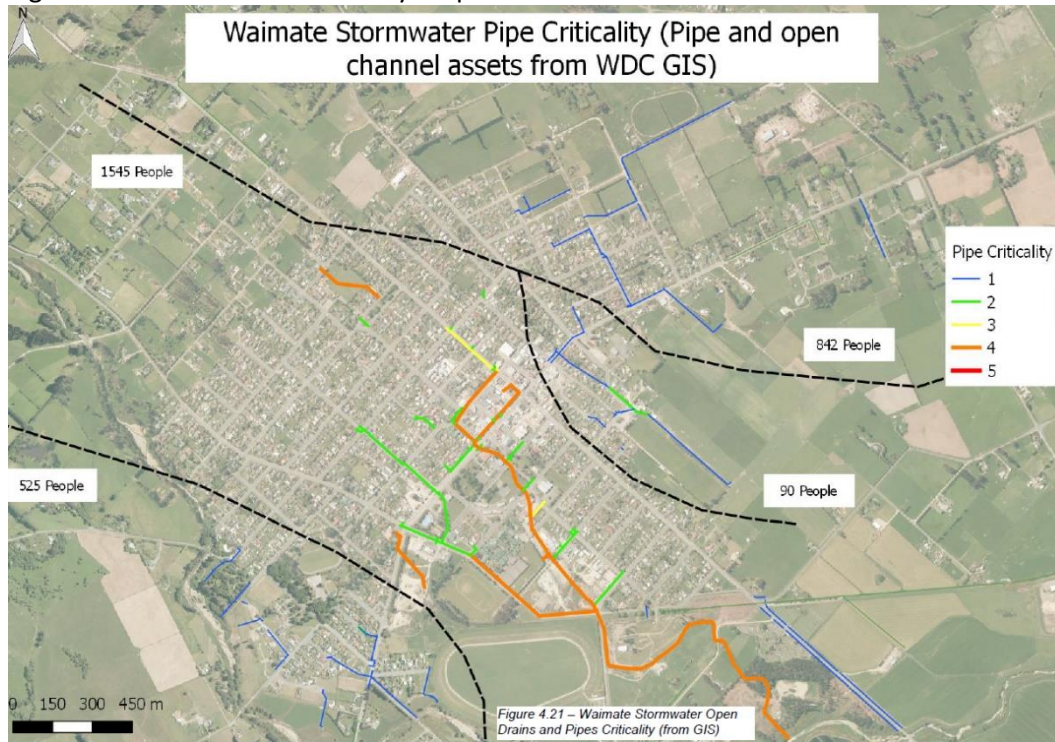 N
Waimate Stormwater Pipe Criticality (Pipe and open
channel assets from WDC GIS)
1545 People
Pipe Criticality
1
2
3
4
5
842 People
525 People
90 People
0 150 300 450 m
Figure 4.21 – Waimate Stormwater Open
Drains and Pipes Criticality (from GIS)